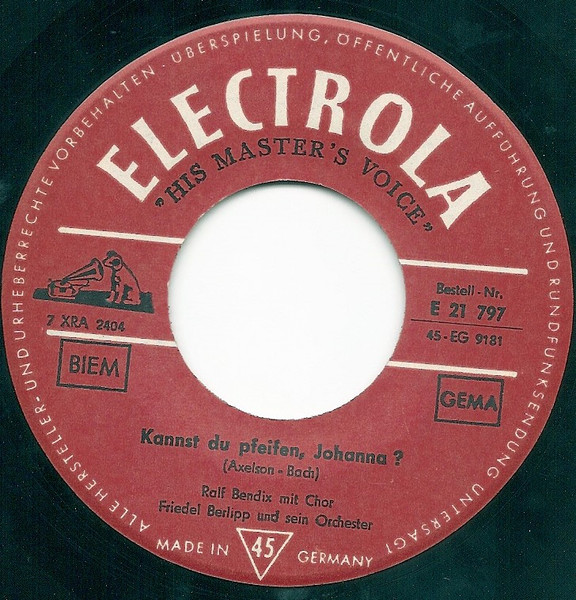 ALLE HERSTELLER- UND URHEBERRECHTE VORBEHALTEN · ÜBERSPIELUNG, ÖFFENTLICHE AUFFÜHRUNG UND RUNDFUNKSENDUNG UNTERSAGT
ELECTROLA
„HIS MASTER'S VOICE“
7 XRA 2404
BIEM
Bestell-Nr.
E 21 797
45-EG 9181
GEMA
Kannst du pfeifen, Johanna?
(Axelson - Bach)
Ralf Bendix mit Chor
Friedel Berlipp und sein Orchester
MADE IN 45 GERMANY